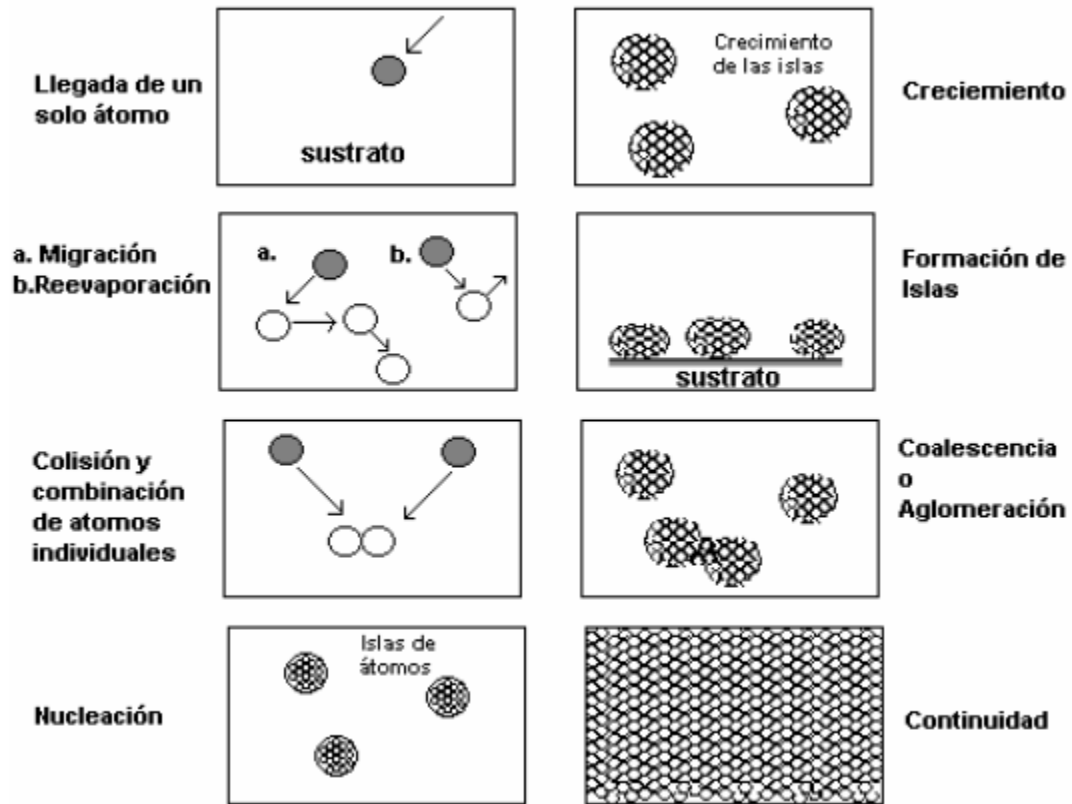 Llegada de un
solo átomo
sustrato
a. Migración
b.Reevaporación
a.
b.
Colisión y
combinación
de atomos
individuales
Nucleación
Islas de
átomos
Crecimiento
de las islas
Creciemiento
sustrato
Formación de
Islas
Coalescencia
o
Aglomeración
Continuidad